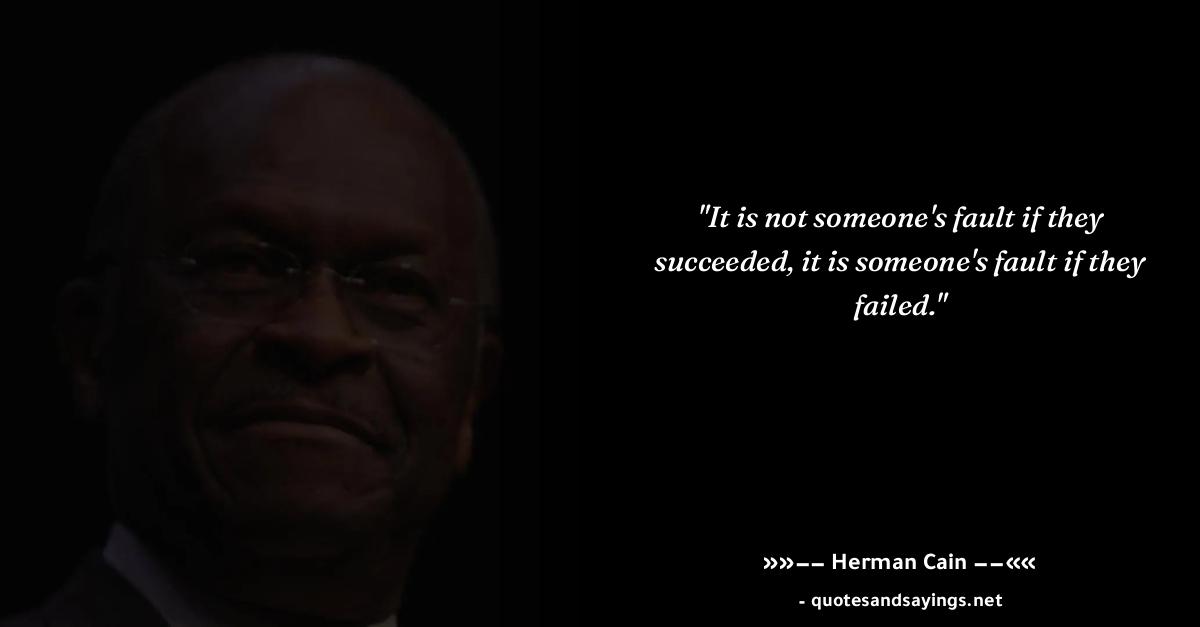 "It is not someone's fault if they
succeeded, it is someone's fault if they
failed."
»»–– Herman Cain ––««
- quotesandsayings.net